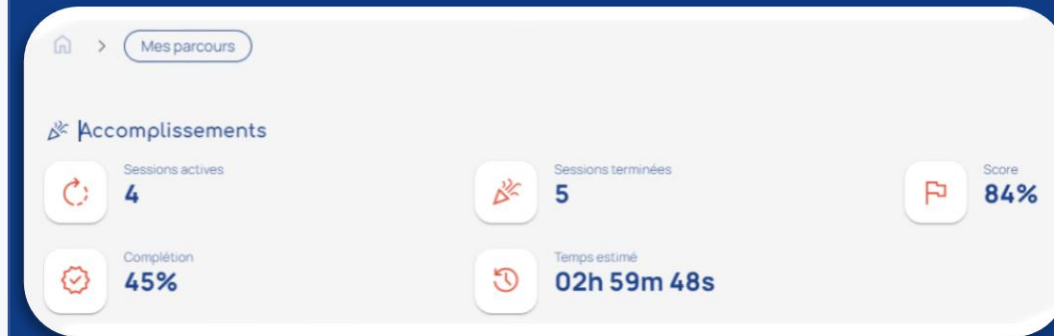 Mes parcours
Accomplissements
Sessions actives
4
Sessions terminées
5
Score
84%
Complétion
45%
Temps estimé
02h 59m 48s